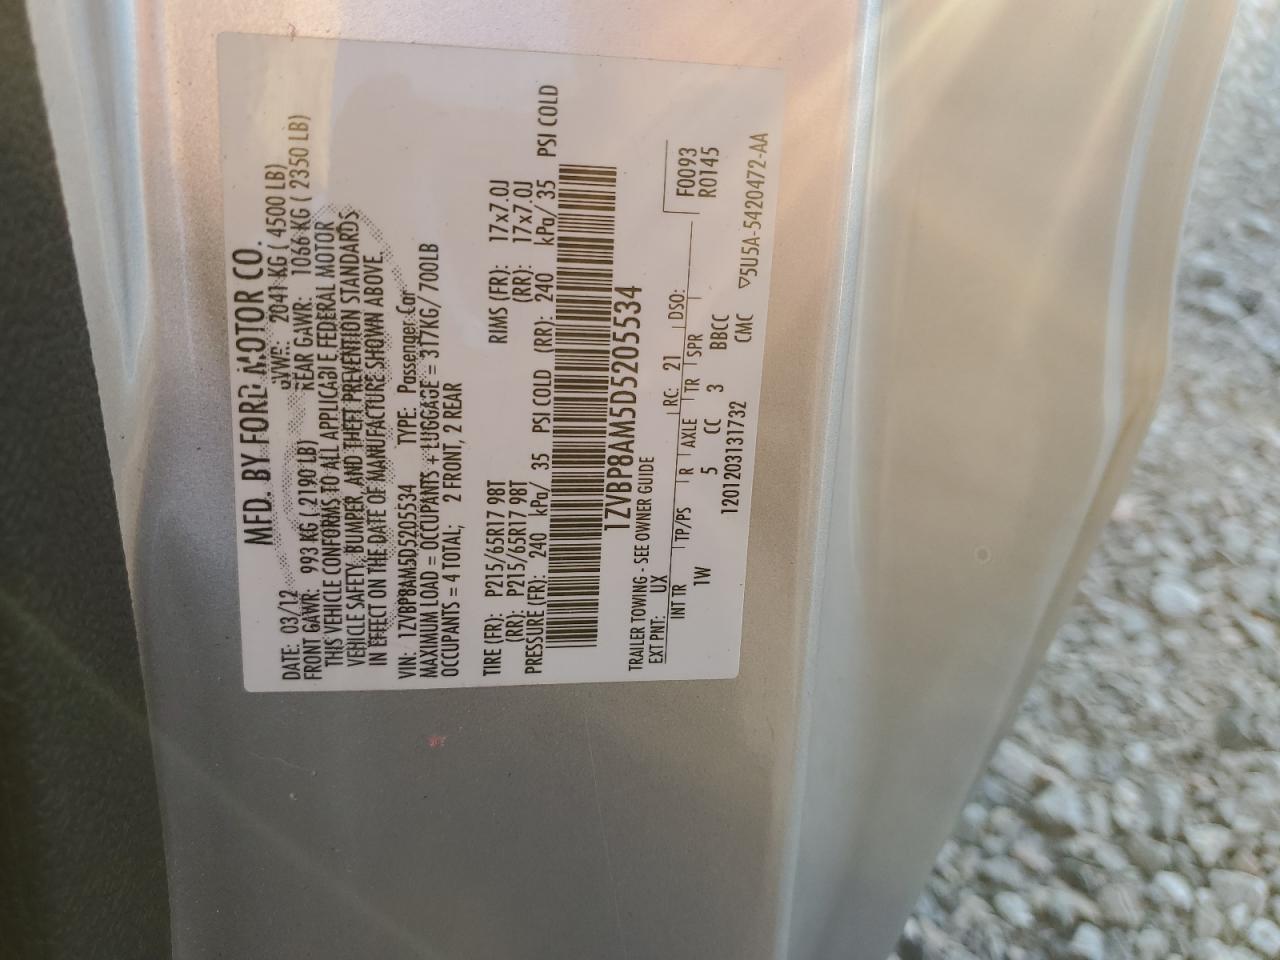 MFD. BY FORD MOTOR CO.
DATE: 03/12 GVWR: 2041 KG ( 4500 LB)
FRONT GAWR: 993 KG ( 2190 LB) REAR GAWR: 1066 KG ( 2350 LB)
THIS VEHICLE CONFORMS TO ALL APPLICABLE FEDERAL MOTOR
VEHICLE SAFETY, BUMPER, AND THEFT PREVENTION STANDARDS
IN EFFECT ON THE DATE OF MANUFACTURE SHOWN ABOVE.
VIN: 1ZVBP8AM5D5205534 TYPE: Passenger Car
MAXIMUM LOAD = OCCUPANTS + LUGGAGE = 317KG/ 700LB
OCCUPANTS = 4 TOTAL; 2 FRONT, 2 REAR
TIRE (FR): P215/65R17 98T RIMS (FR): 17x7.0J
(RR): P215/65R17 98T (RR): 17x7.0J
PRESSURE (FR): 240 kPa/ 35 PSI COLD (RR): 240 kPa/ 35 PSI COLD
1ZVBP8AM5D5205534
TRAILER TOWING - SEE OWNER GUIDE
EXT PNT: UX RC: 21 DSO: F0093
INT TR TP/PS R AXLE TR SPR R0145
TW 5 CC 3 BBCC
1201203131732 CMC ▽5U5A-5420472-AA